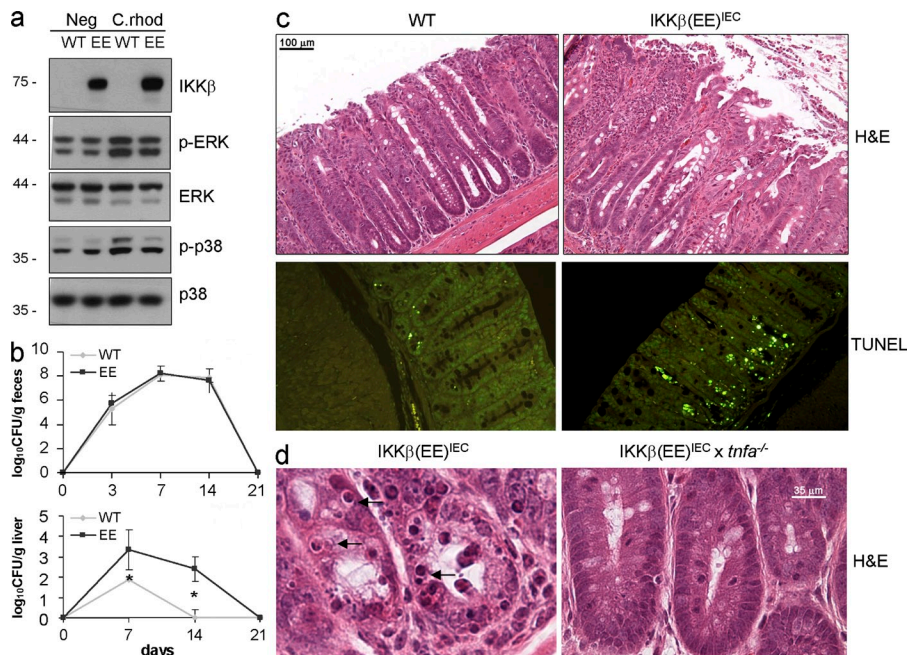 a
Neg C.rhod
WT EE WT EE
75 - IKKβ
44 - p-ERK
44 - ERK
35 - p-p38
35 - p38
b
log₁₀CFU/g feces
10
8
6
4
2
0
WT
EE
0 3 7 14 21
log₁₀CFU/g liver
5
4
3
2
1
0
WT
EE
*
*
0 7 14 21
days
c
WT IKKβ(EE)ᴵᴱᶜ
100 μm
H&E
TUNEL
d
IKKβ(EE)ᴵᴱᶜ IKKβ(EE)ᴵᴱᶜ x tnfa⁻/⁻
35 μm
H&E